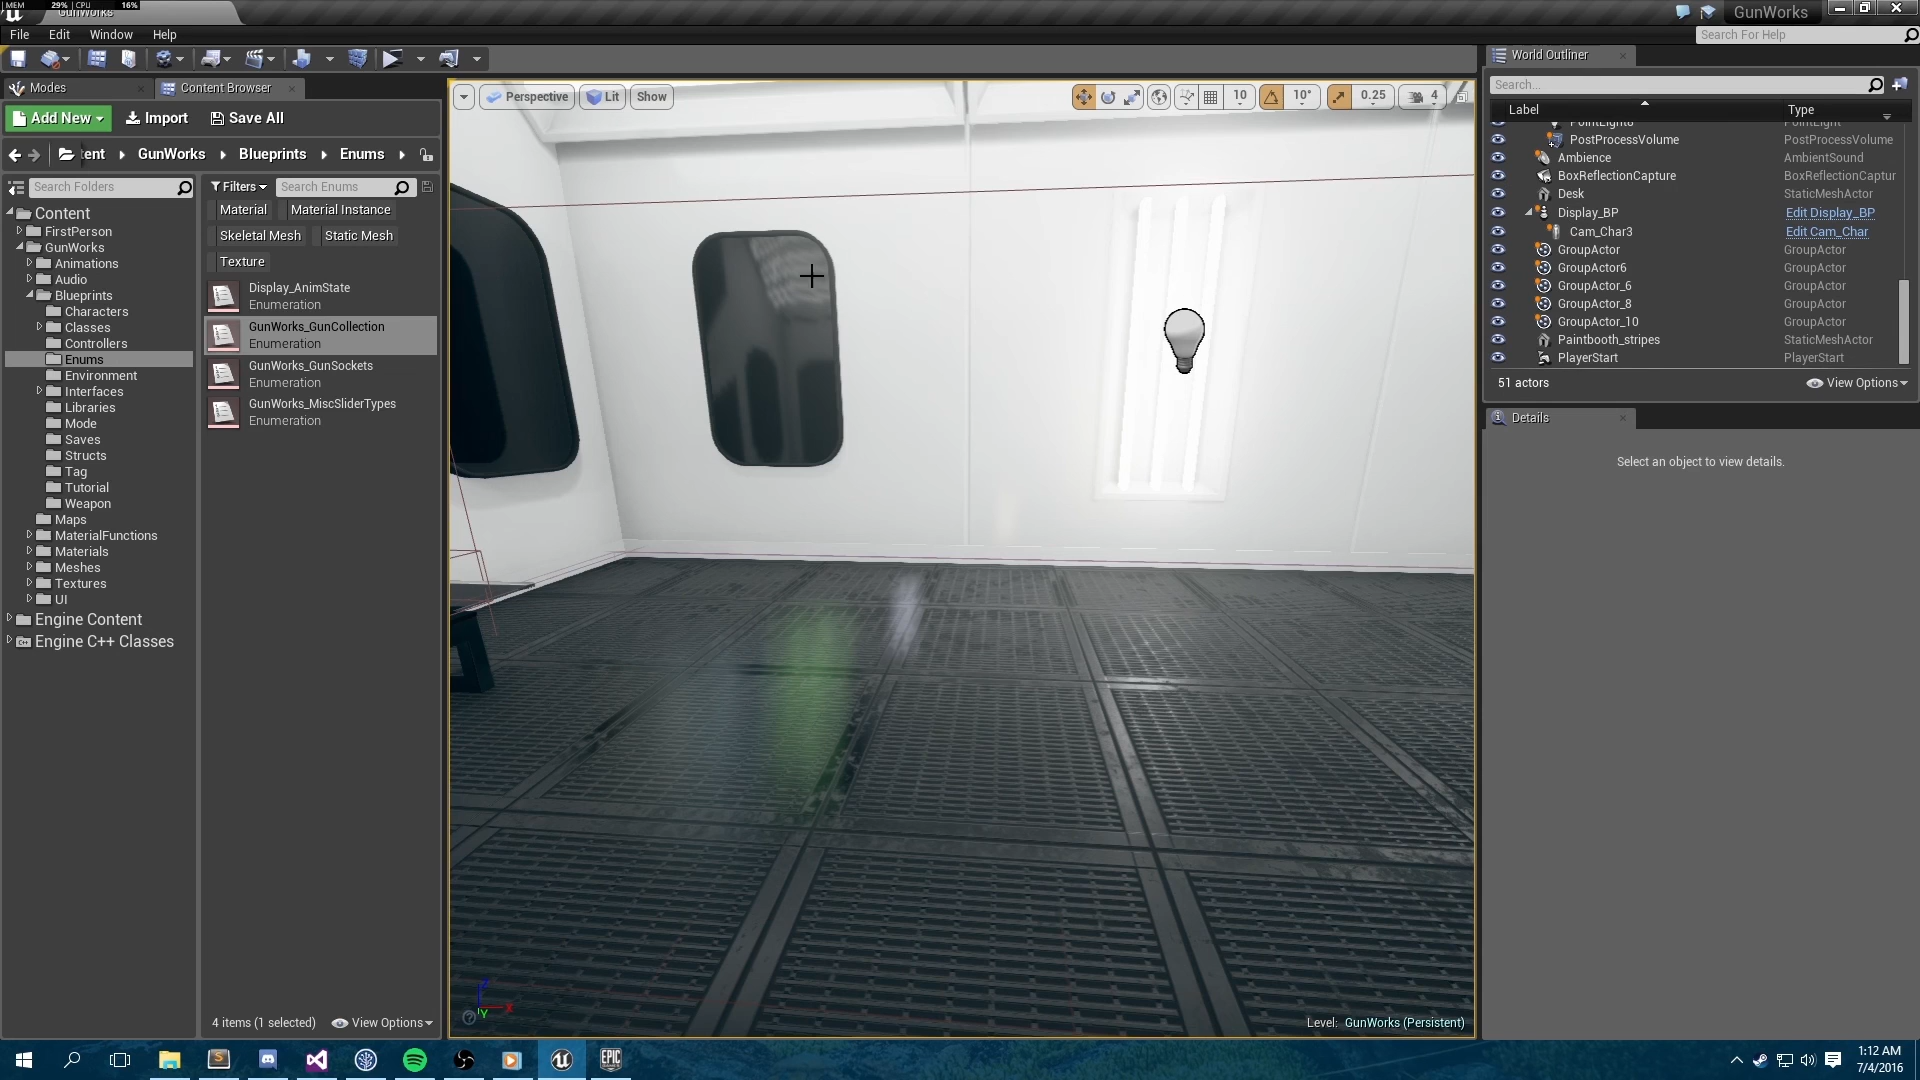 MEM 29% CPU 16%
GunWorks
GunWorks
File Edit Window Help
Search For Help
Modes
Content Browser
World Outliner
Add New
Import
Save All
Perspective
Lit
Show
10
10°
0.25
4
Search...
Label
Type
ent
GunWorks
Blueprints
Enums
Search Folders
Filters
Search Enums
Material
Material Instance
Skeletal Mesh
Static Mesh
Texture
Content
FirstPerson
GunWorks
Animations
Audio
Blueprints
Characters
Classes
Controllers
Enums
Environment
Interfaces
Libraries
Mode
Saves
Structs
Tag
Tutorial
Weapon
Maps
MaterialFunctions
Materials
Meshes
Textures
UI
Engine Content
Engine C++ Classes
Display_AnimState
Enumeration
GunWorks_GunCollection
Enumeration
GunWorks_GunSockets
Enumeration
GunWorks_MiscSliderTypes
Enumeration
4 items (1 selected)
View Options
PostProcessVolume PostProcessVolume
Ambience AmbientSound
BoxReflectionCapture BoxReflectionCaptur
Desk StaticMeshActor
Display_BP Edit Display_BP
Cam_Char3 Edit Cam_Char
GroupActor GroupActor
GroupActor6 GroupActor
GroupActor_6 GroupActor
GroupActor_8 GroupActor
GroupActor_10 GroupActor
Paintbooth_stripes StaticMeshActor
PlayerStart PlayerStart
51 actors
View Options
Details
Select an object to view details.
Z
X
Y
Level: GunWorks (Persistent)
EPIC
GAMES
1:12 AM
7/4/2016